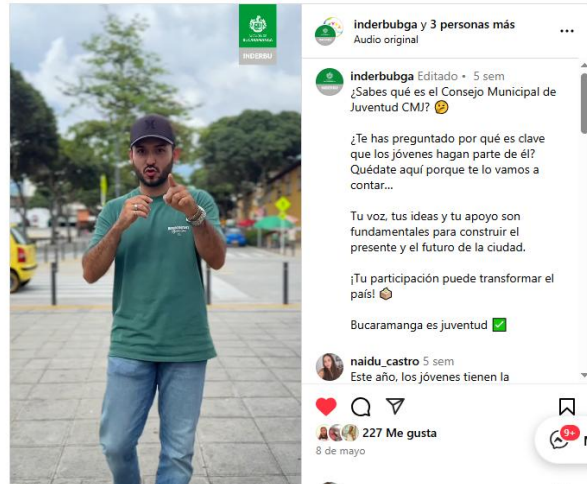 BUCARAMANGA
INDERBU
inderbubga y 3 personas más
Audio original
inderbubga Editado • 5 sem
¿Sabes qué es el Consejo Municipal de
Juventud CMJ? 🤔
¿Te has preguntado por qué es clave
que los jóvenes hagan parte de él?
Quédate aquí porque te lo vamos a
contar...
Tu voz, tus ideas y tu apoyo son
fundamentales para construir el
presente y el futuro de la ciudad.
¡Tu participación puede transformar el
país! 🗳️
Bucaramanga es juventud ✅
naidu_castro 5 sem
Este año, los jóvenes tienen la
227 Me gusta
8 de mayo
9+